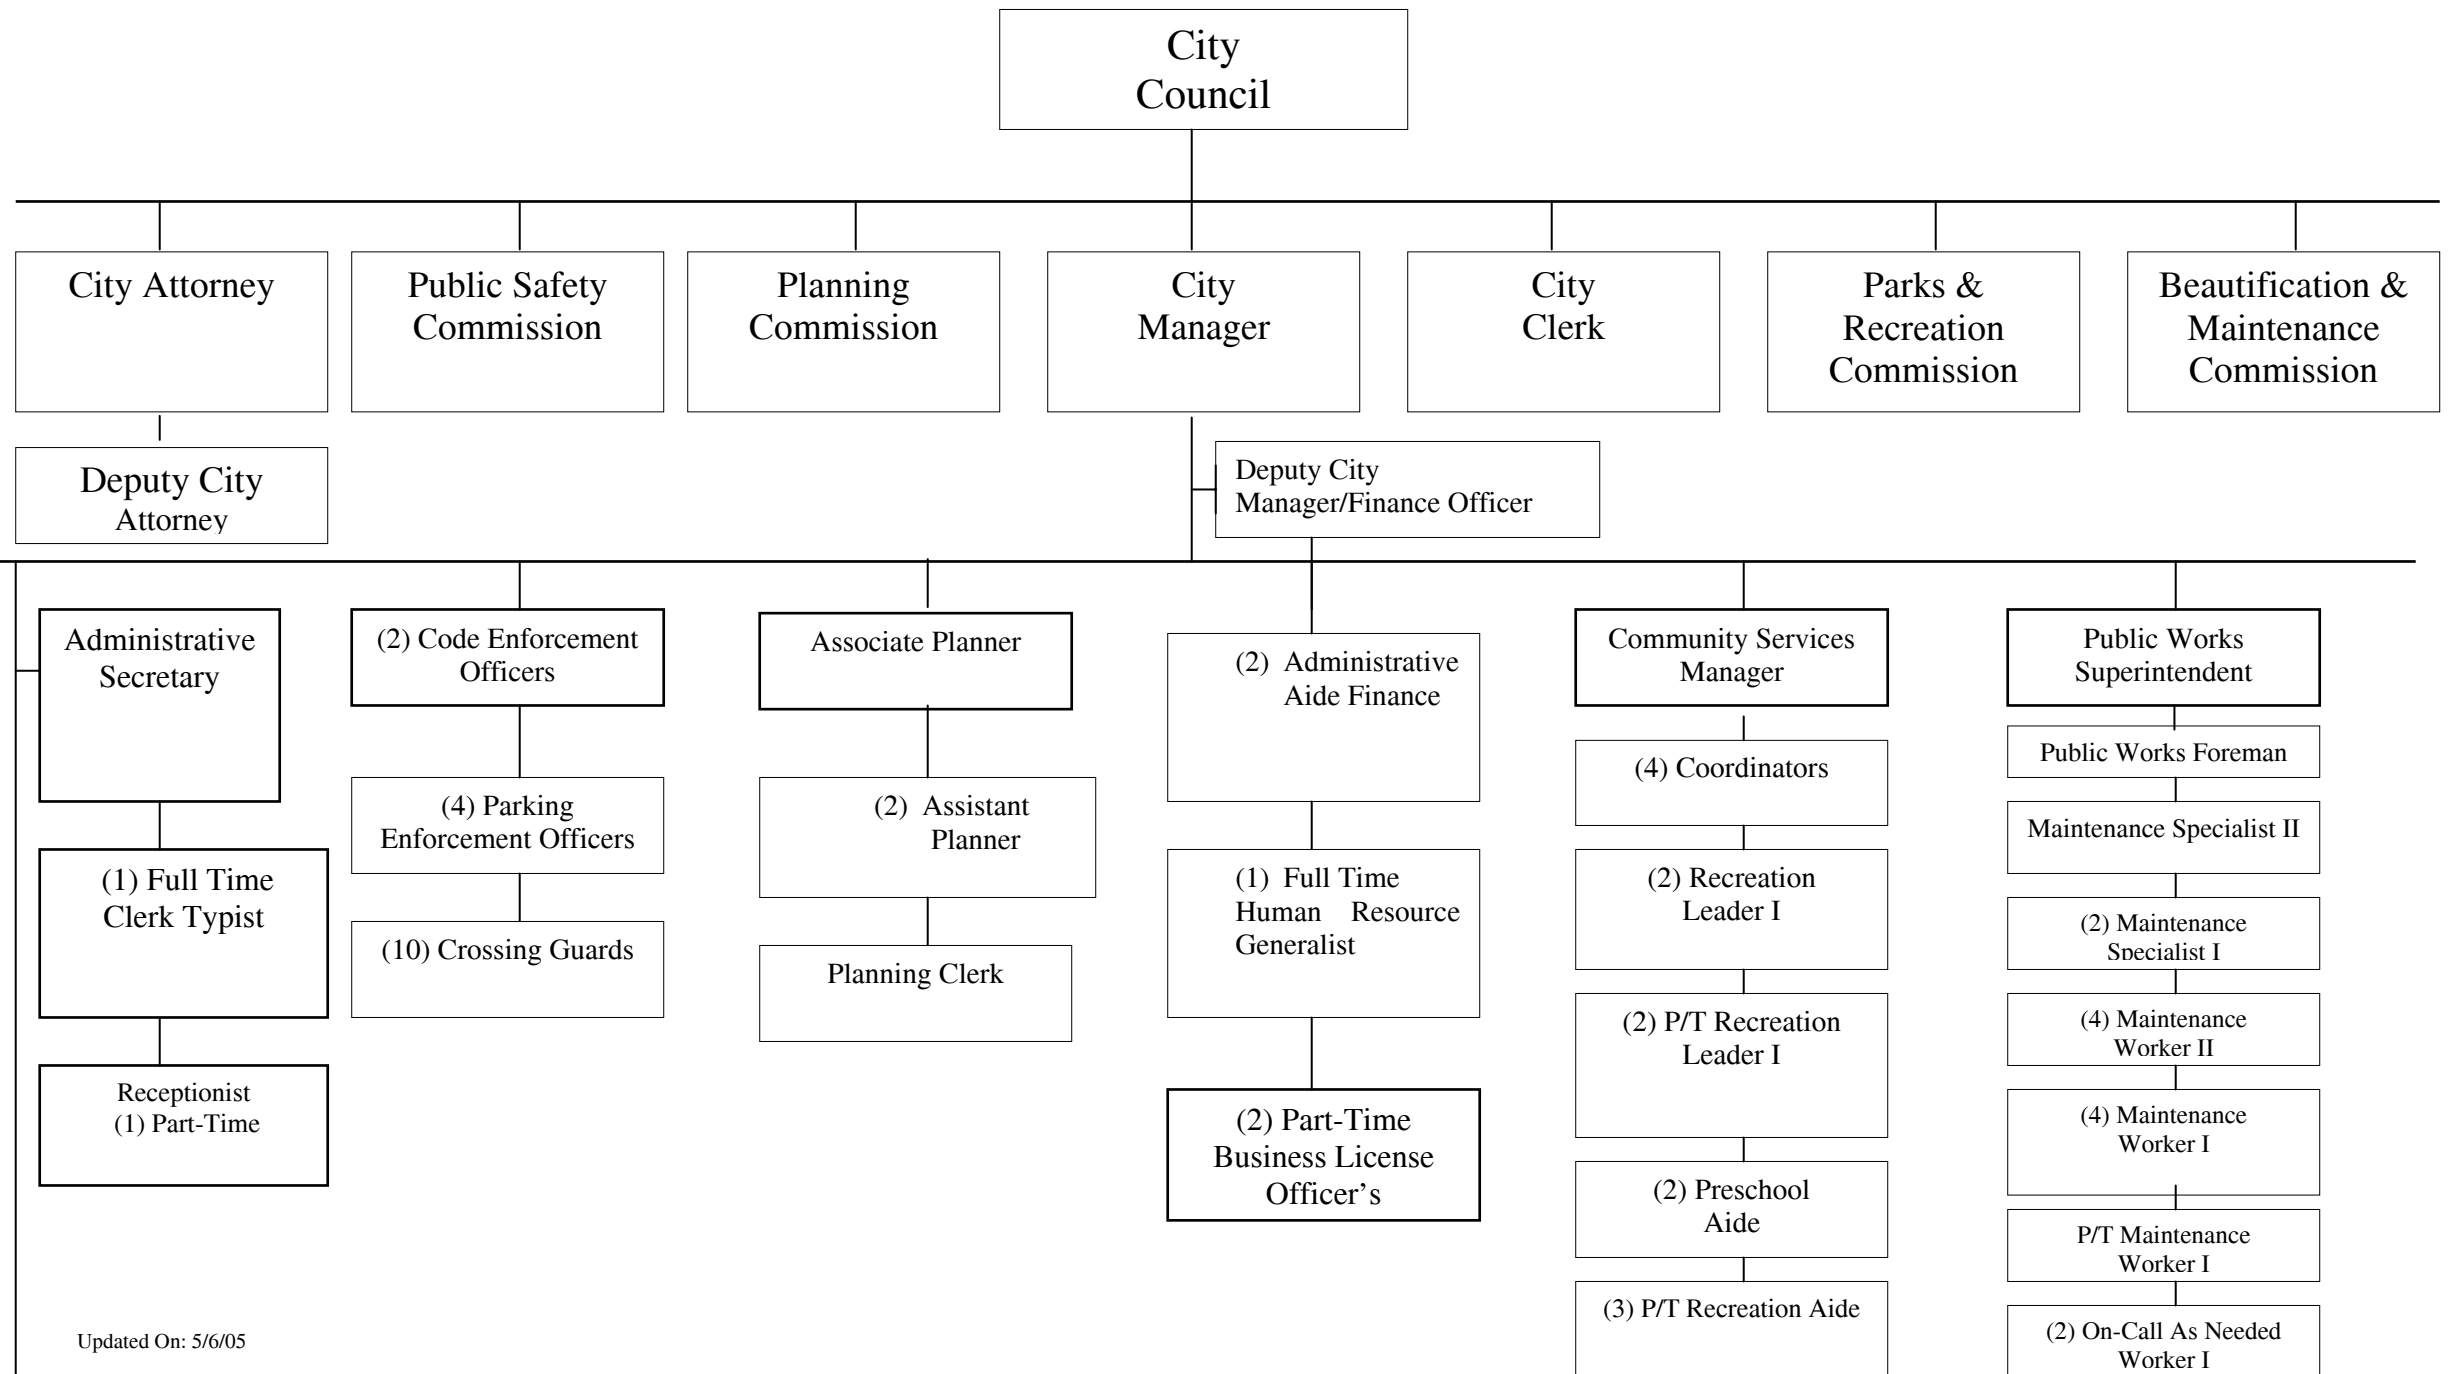 City
Council
City Attorney
Public Safety
Commission
Planning
Commission
City
Manager
City
Clerk
Parks &
Recreation
Commission
Beautification &
Maintenance
Commission
Deputy City
Attorney
Deputy City
Manager/Finance Officer
Administrative
Secretary
(1) Full Time
Clerk Typist
Receptionist
(1) Part-Time
(2) Code Enforcement
Officers
(4) Parking
Enforcement Officers
(10) Crossing Guards
Associate Planner
(2) Assistant
Planner
Planning Clerk
(2) Administrative
Aide Finance
(1) Full Time
Human Resource
Generalist
(2) Part-Time
Business License
Officer’s
Community Services
Manager
(4) Coordinators
(2) Recreation
Leader I
(2) P/T Recreation
Leader I
(2) Preschool
Aide
(3) P/T Recreation Aide
Public Works
Superintendent
Public Works Foreman
Maintenance Specialist II
(2) Maintenance
Specialist I
(4) Maintenance
Worker II
(4) Maintenance
Worker I
P/T Maintenance
Worker I
(2) On-Call As Needed
Worker I
Updated On: 5/6/05